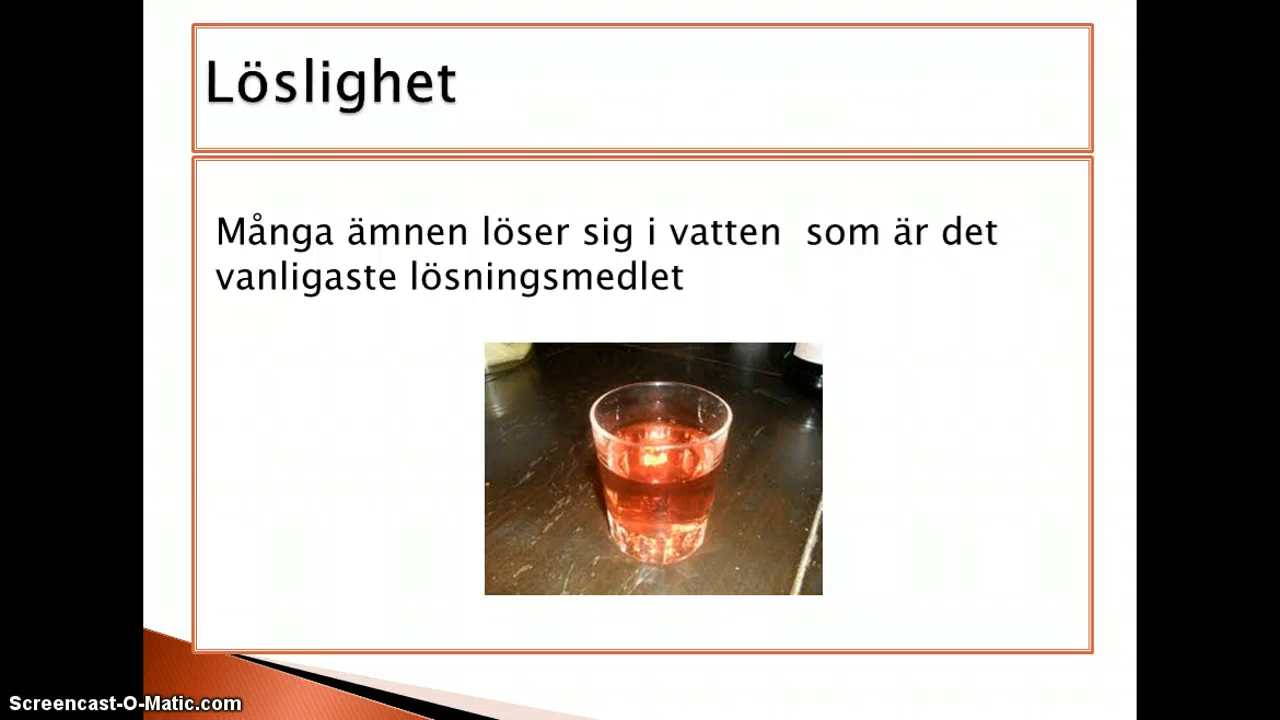 Löslighet
Många ämnen löser sig i vatten  som är det
vanligaste lösningsmedlet
Screencast-O-Matic.com